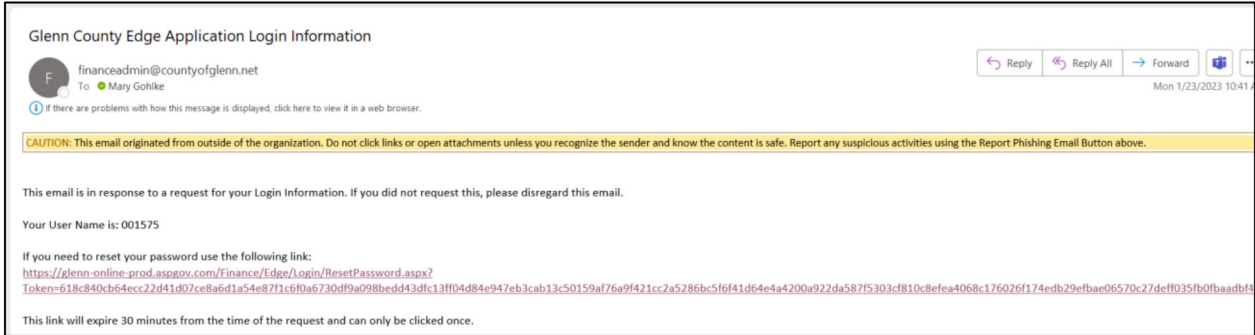 Glenn County Edge Application Login Information
F
financeadmin@countyofglenn.net
To Mary Gohlke
Reply Reply All Forward
Mon 1/23/2023 10:41 A
If there are problems with how this message is displayed, click here to view it in a web browser.
CAUTION: This email originated from outside of the organization. Do not click links or open attachments unless you recognize the sender and know the content is safe. Report any suspicious activities using the Report Phishing Email Button above.
This email is in response to a request for your Login Information. If you did not request this, please disregard this email.
Your User Name is: 001575
If you need to reset your password use the following link:
https://glenn-online-prod.aspgov.com/Finance/Edge/Login/ResetPassword.aspx?
Token=618c840cb64ecc22d41d07ce8a6d1a54e87f1c6f0a6730df9a098bedd43dfc13ff04d84e947eb3cab13c50159af76a9f421cc2a5286bc5f6f41d64e4a4200a922da587f5303cf810c8efea4068c176026f174edb29efbae06570c27deff035fb0fbaadbf4
This link will expire 30 minutes from the time of the request and can only be clicked once.